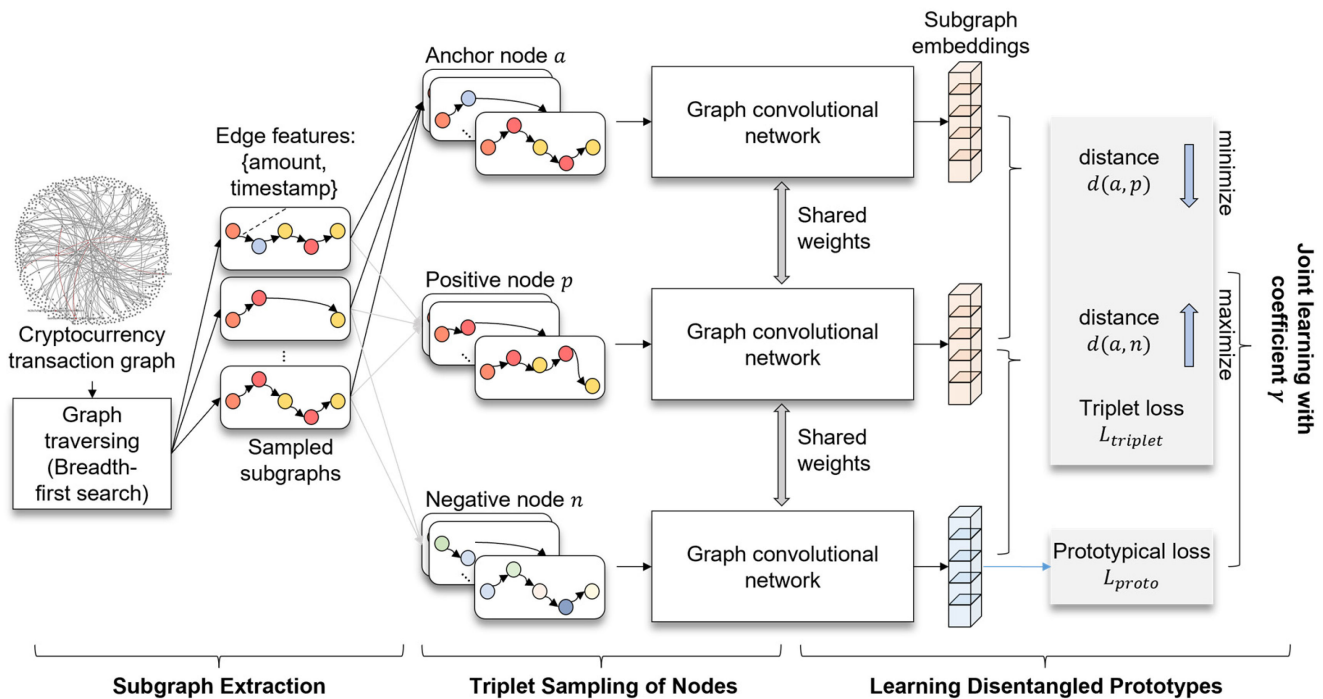 Subgraph
embeddings
Anchor node a
Graph convolutional
network
Edge features:
{amount,
timestamp}
distance
d(a, p)
minimize
Shared
weights
Positive node p
Graph convolutional
network
Cryptocurrency
transaction graph
Graph
traversing
(Breadth-
first search)
⋮
Sampled
subgraphs
distance
d(a, n)
maximize
Triplet loss
L_triplet
Joint learning with
coefficient γ
Shared
weights
Negative node n
Graph convolutional
network
Prototypical loss
L_proto
Subgraph Extraction
Triplet Sampling of Nodes
Learning Disentangled Prototypes